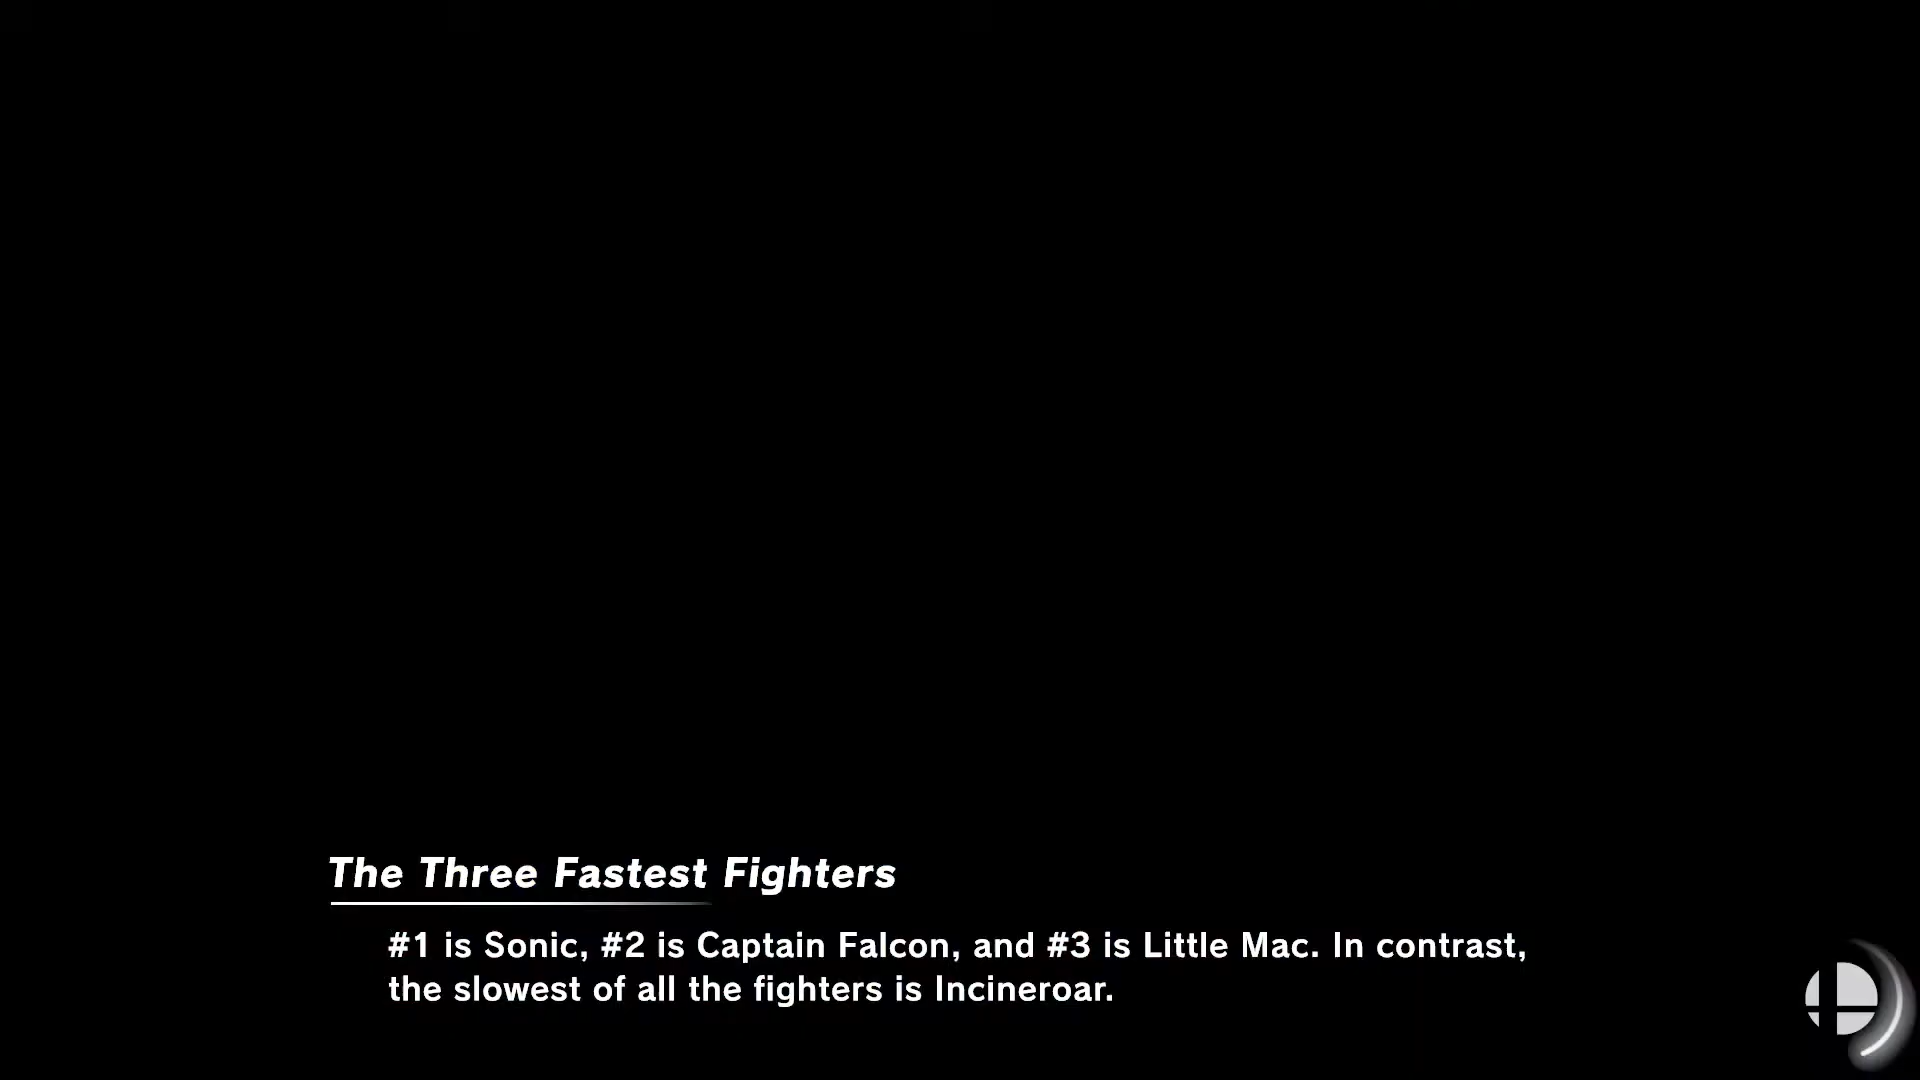 The Three Fastest Fighters
#1 is Sonic, #2 is Captain Falcon, and #3 is Little Mac. In contrast,
the slowest of all the fighters is Incineroar.